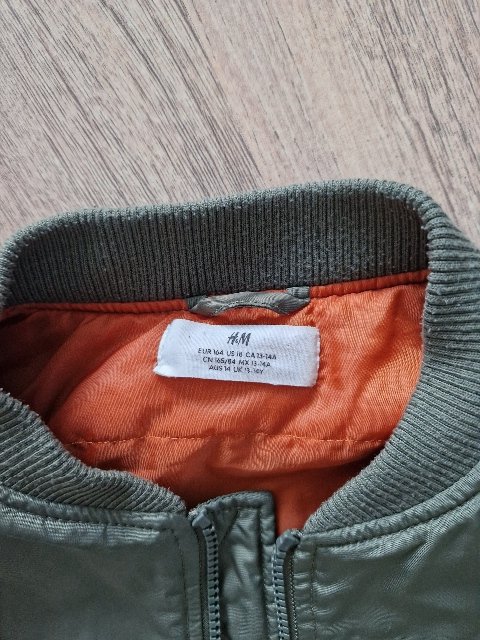 H&M
EUR 164 US 16 CA 13-14A
CN 165/84 MX 13-14A
AUS 14 UK 13-14Y